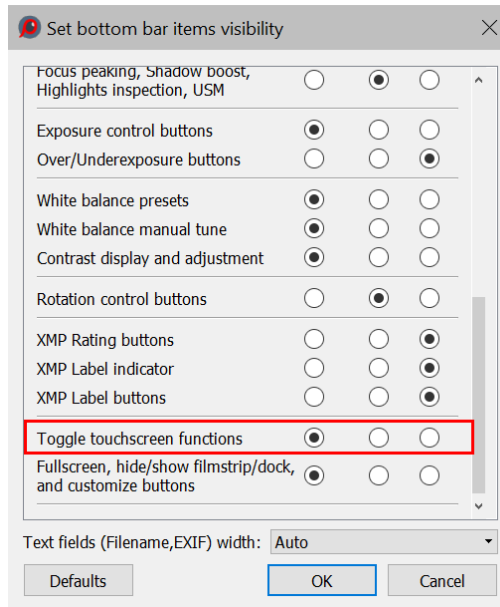 Set bottom bar items visibility
Focus peaking, Shadow boost,
Highlights inspection, USM
Exposure control buttons
Over/Underexposure buttons
White balance presets
White balance manual tune
Contrast display and adjustment
Rotation control buttons
XMP Rating buttons
XMP Label indicator
XMP Label buttons
Toggle touchscreen functions
Fullscreen, hide/show filmstrip/dock,
and customize buttons
Text fields (Filename,EXIF) width: Auto
Defaults OK Cancel